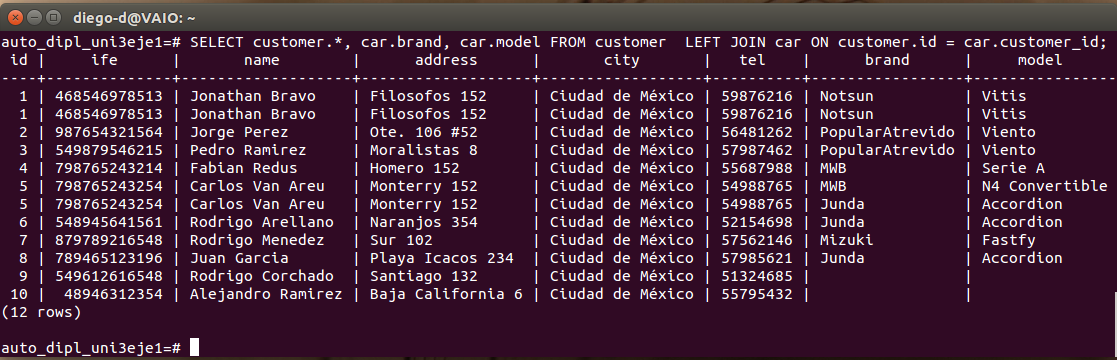 diego-d@VAIO: ~
auto_dipl_uni3eje1=# SELECT customer.*, car.brand, car.model FROM customer  LEFT JOIN car ON customer.id = car.customer_id;
 id |     ife      |       name        |      address      |      city        |   tel    |     brand      |     model
----+--------------+-------------------+-------------------+------------------+----------+----------------+----------------
  1 | 468546978513 | Jonathan Bravo    | Filosofos 152     | Ciudad de México | 59876216 | Notsun         | Vitis
  1 | 468546978513 | Jonathan Bravo    | Filosofos 152     | Ciudad de México | 59876216 | Notsun         | Vitis
  2 | 987654321564 | Jorge Perez       | Ote. 106 #52      | Ciudad de México | 56481262 | PopularAtrevido | Viento
  3 | 549879546215 | Pedro Ramirez     | Moralistas 8      | Ciudad de México | 57987462 | PopularAtrevido | Viento
  4 | 798765243214 | Fabian Redus      | Homero 152        | Ciudad de México | 55687988 | MWB            | Serie A
  5 | 798765243254 | Carlos Van Areu   | Monterry 152      | Ciudad de México | 54988765 | MWB            | N4 Convertible
  5 | 798765243254 | Carlos Van Areu   | Monterry 152      | Ciudad de México | 54988765 | Junda          | Accordion
  6 | 548945641561 | Rodrigo Arellano  | Naranjos 354      | Ciudad de México | 52154698 | Junda          | Accordion
  7 | 879789216548 | Rodrigo Menedez   | Sur 102           | Ciudad de México | 57562146 | Mizuki         | Fastfy
  8 | 789465123196 | Juan Garcia       | Playa Icacos 234  | Ciudad de México | 57985621 | Junda          | Accordion
  9 | 549612616548 | Rodrigo Corchado  | Santiago 132      | Ciudad de México | 51324685 |                |
 10 |  48946312354 | Alejandro Ramirez | Baja California 6 | Ciudad de México | 55795432 |                |
(12 rows)
auto_dipl_uni3eje1=#